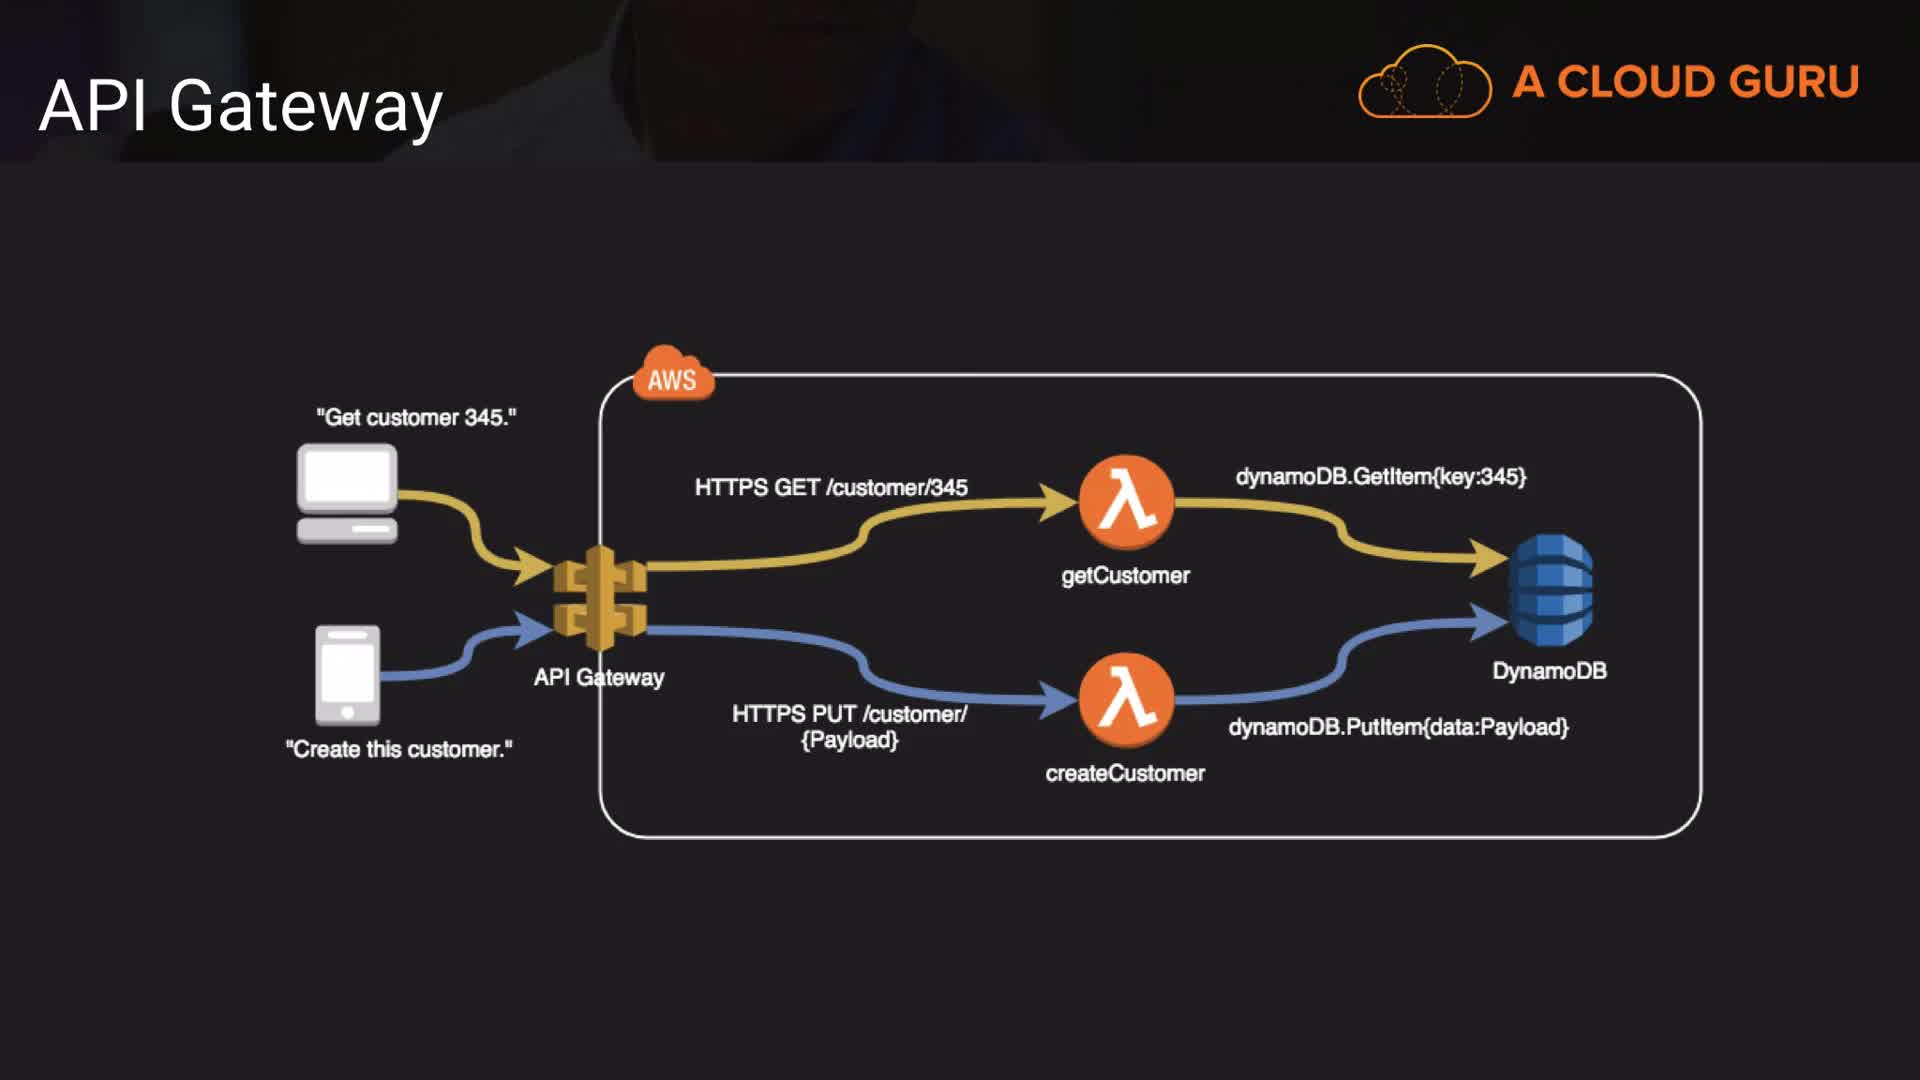 API Gateway
A CLOUD GURU
AWS
"Get customer 345."
HTTPS GET /customer/345
dynamoDB.GetItem{key:345}
getCustomer
API Gateway
DynamoDB
HTTPS PUT /customer/
{Payload}
dynamoDB.PutItem{data:Payload}
"Create this customer."
createCustomer